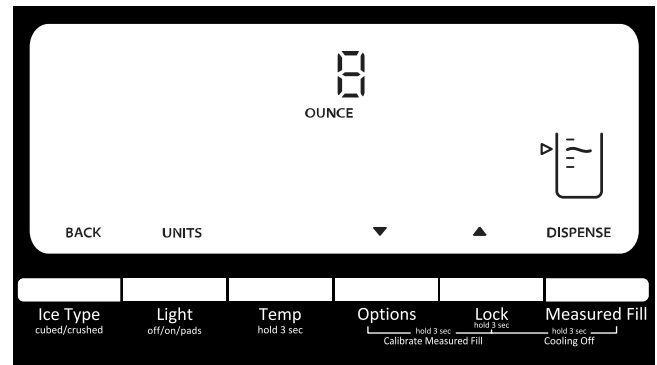 8
OUNCE
BACK UNITS ▼ ▲ DISPENSE
Ice Type Light Temp Options Lock Measured Fill
cubed/crushed off/on/pads hold 3 sec hold 3 sec hold 3 sec hold 3 sec
Calibrate Measured Fill Cooling Off